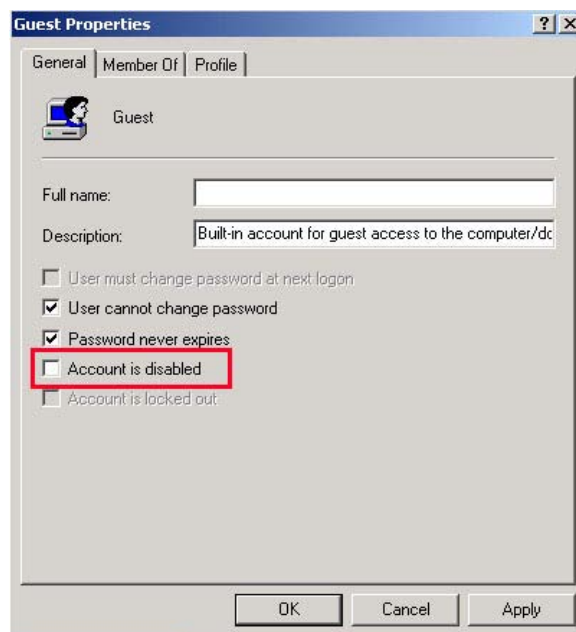 Guest Properties
General Member Of Profile
Guest
Full name:
Description: Built-in account for guest access to the computer/dc
User must change password at next logon
User cannot change password
Password never expires
Account is disabled
Account is locked out
OK Cancel Apply